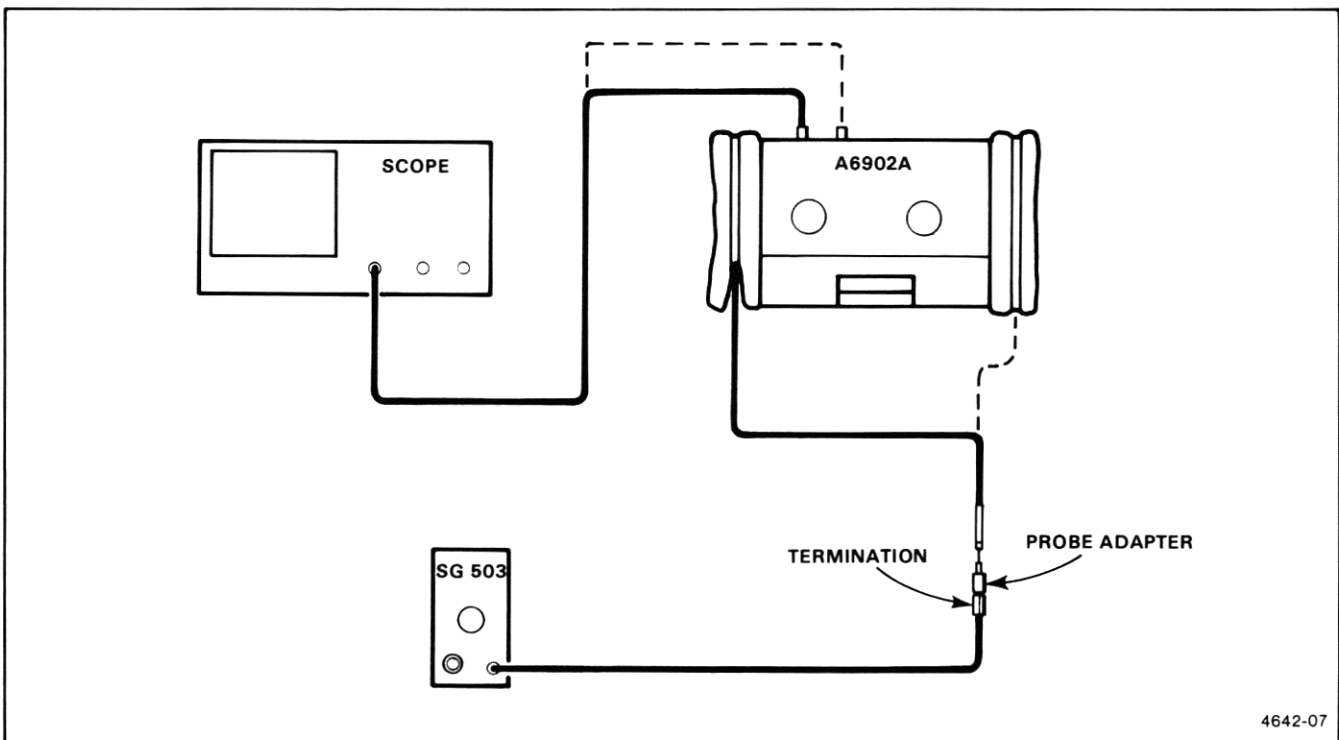 SCOPE
A6902A
TERMINATION
PROBE ADAPTER
SG 503
4642-07